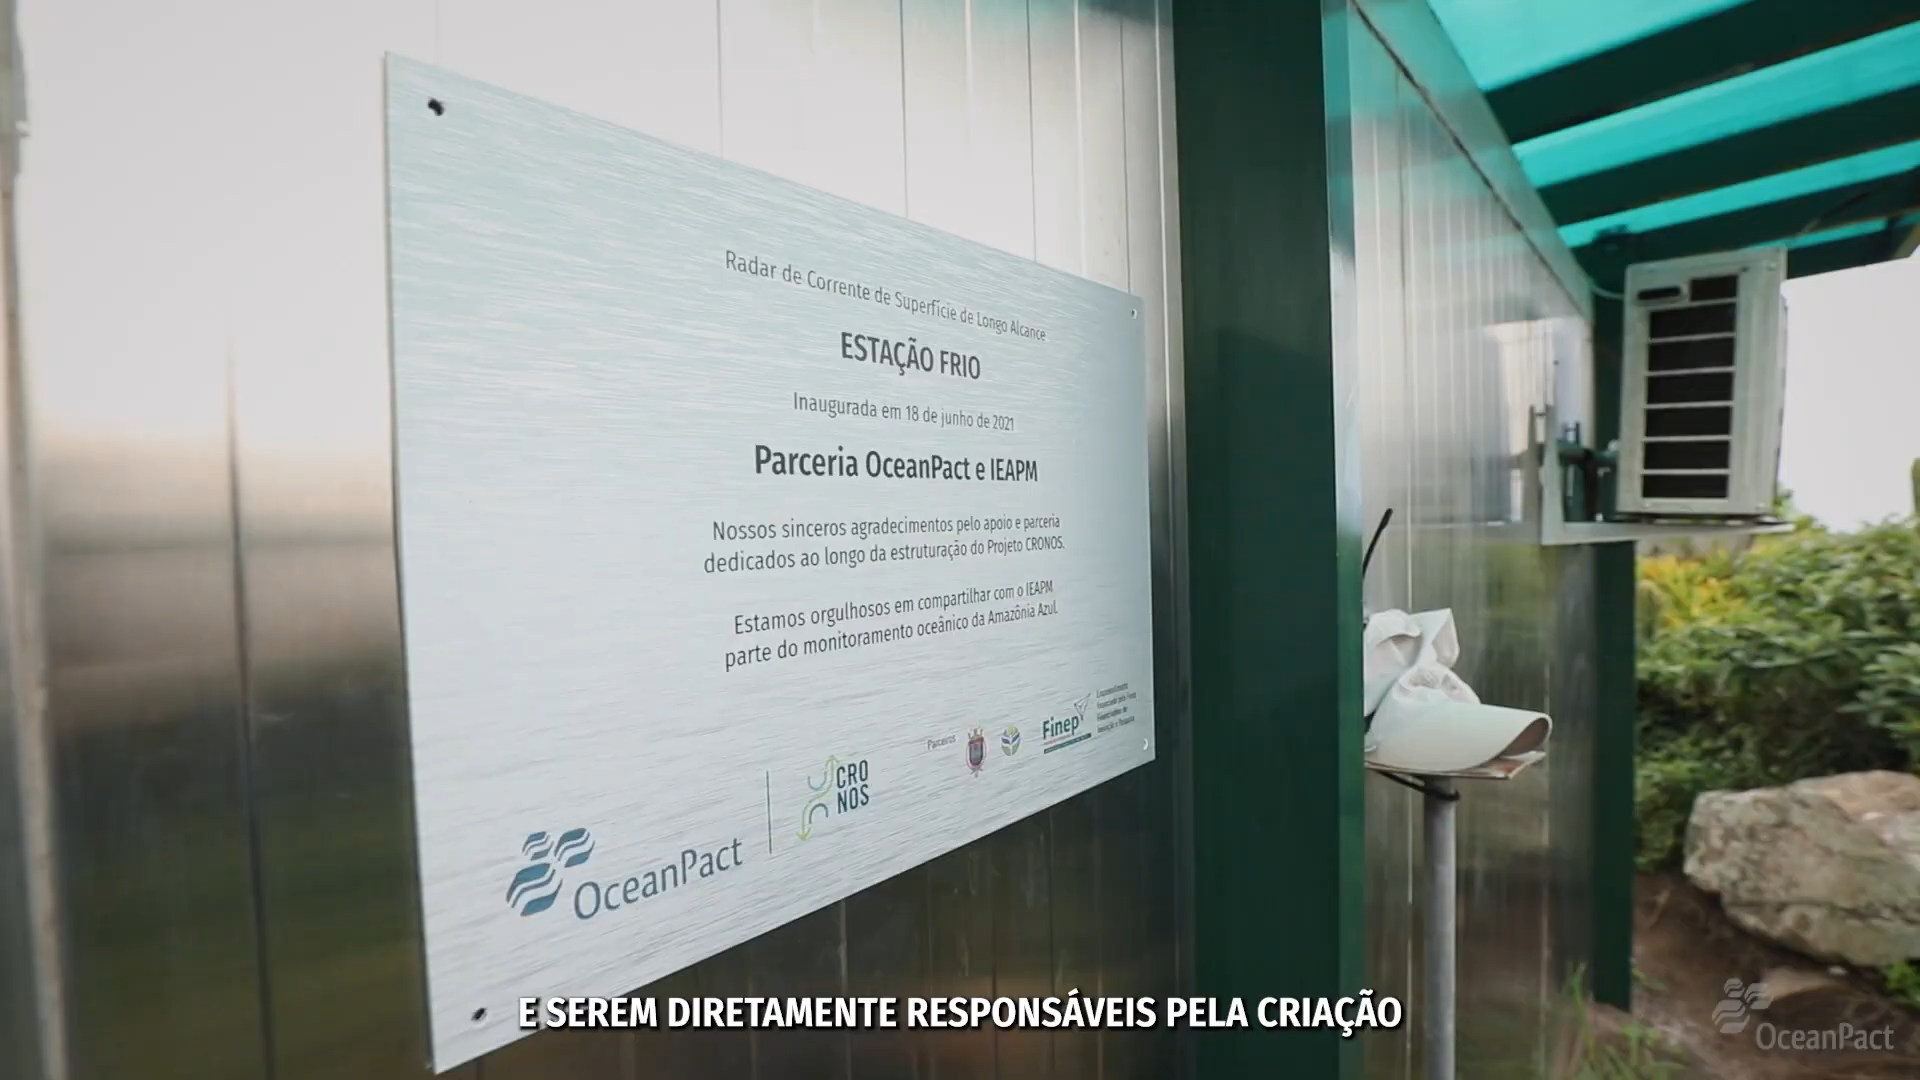 Radar de Corrente de Superfície de Longo Alcance
ESTAÇÃO FRIO
Inaugurada em 18 de junho de 2021
Parceria OceanPact e IEAPM
Nossos sinceros agradecimentos pelo apoio e parceria
dedicados ao longo da estruturação do Projeto CRONOS.
Estamos orgulhosos em compartilhar com o IEAPM
parte do monitoramento oceânico da Amazônia Azul.
OceanPact
CRO
NOS
Parceiros
Finep
E SEREM DIRETAMENTE RESPONSÁVEIS PELA CRIAÇÃO
OceanPact